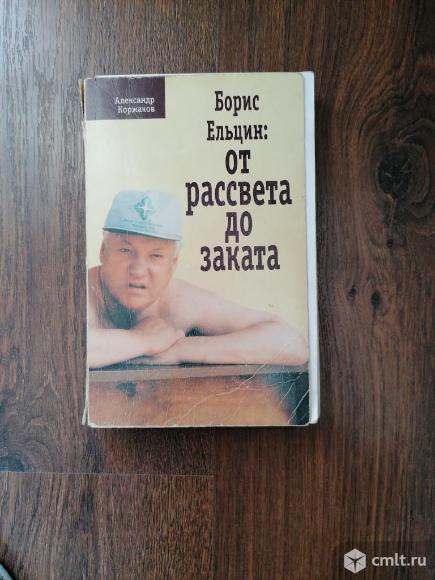 Александр
Коржаков
Борис
Ельцин:
от
рассвета
до
заката
cmlt.ru